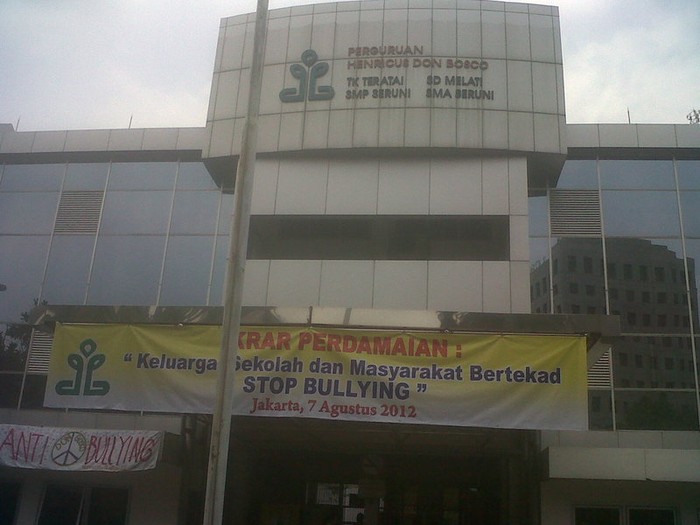 PERGURUAN
HENRICUS DON BOSCO
TK TERATAI SD MELATI
SMP SERUNI SMA SERUNI
KRAR PERDAMAIAN :
" Keluarga Sekolah dan Masyarakat Bertekad
STOP BULLYING "
Jakarta, 7 Agustus 2012
ANTI BULLYING